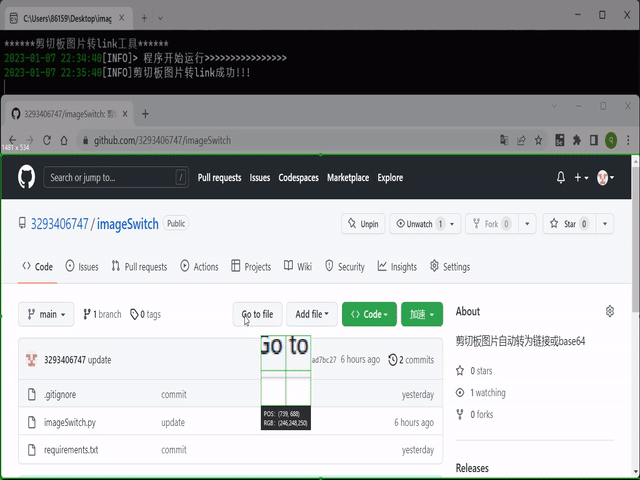 C:\Users\86159\Desktop\imag
******剪切板图片转link工具******
2023-01-07 22:34:40[INFO]> 程序开始运行>>>>>>>>>>>>>>>>
2023-01-07 22:35:40[INFO]剪切板图片转link成功!!!
3293406747/imageSwitch: 剪
github.com/3293406747/imageSwitch
1481 x 534
Search or jump to... /
Pull requests Issues Codespaces Marketplace Explore
3293406747 / imageSwitch Public
Unpin Unwatch 1 Fork 0 Star 0
Code Issues Pull requests Actions Projects Wiki Security Insights Settings
main 1 branch 0 tags Go to file Add file Code 加速
About
剪切板图片自动转为链接或base64
3293406747 update ad7bc27 6 hours ago 2 commits
Go to
0 stars
.gitignore commit yesterday
1 watching
POS: (739, 688)
RGB: (246,248,250)
0 forks
imageSwitch.py update 6 hours ago
requirements.txt commit yesterday
Releases